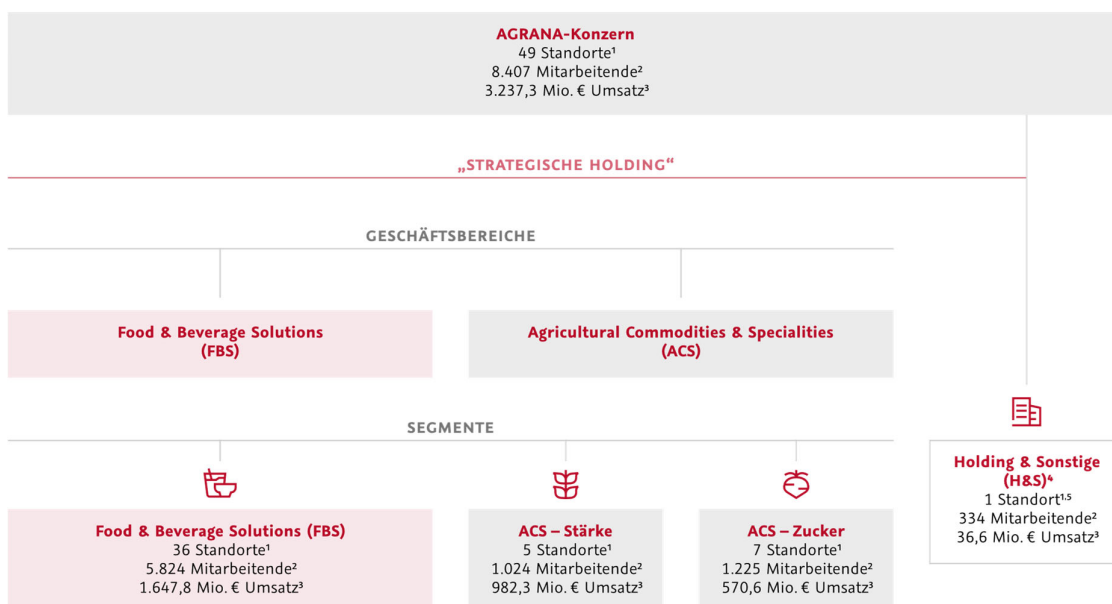 AGRANA-Konzern
49 Standorte¹
8.407 Mitarbeitende²
3.237,3 Mio. € Umsatz³
„STRATEGISCHE HOLDING“
GESCHÄFTSBEREICHE
Food & Beverage Solutions
(FBS)
Agricultural Commodities & Specialities
(ACS)
SEGMENTE
Food & Beverage Solutions (FBS)
36 Standorte¹
5.824 Mitarbeitende²
1.647,8 Mio. € Umsatz³
ACS – Stärke
5 Standorte¹
1.024 Mitarbeitende²
982,3 Mio. € Umsatz³
ACS – Zucker
7 Standorte¹
1.225 Mitarbeitende²
570,6 Mio. € Umsatz³
Holding & Sonstige
(H&S)⁴
1 Standort¹,⁵
334 Mitarbeitende²
36,6 Mio. € Umsatz³